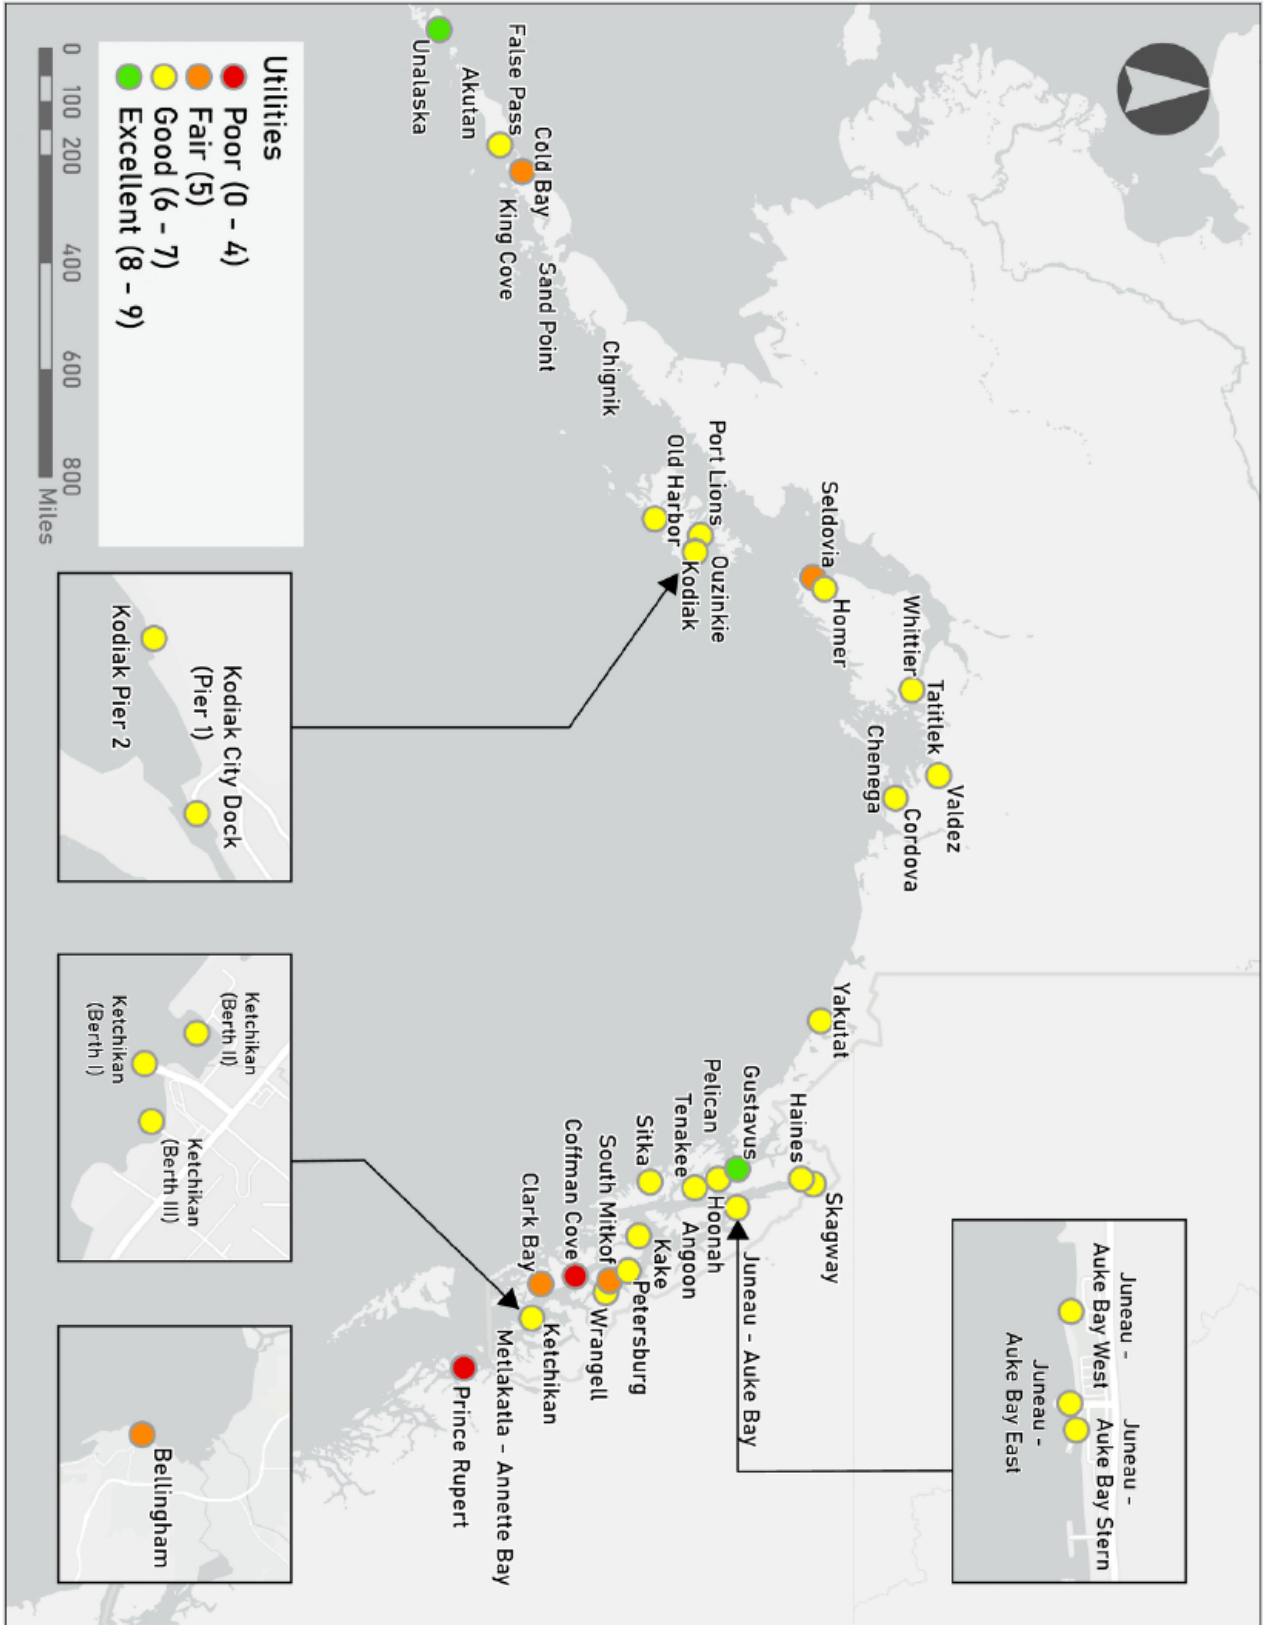 Unalaska
Akutan
False Pass
Cold Bay
King Cove
Sand Point
Chignik
Old Harbor
Port Lions
Ouzinkie
Kodiak
Seldovia
Homer
Whittier
Tatitlek
Chenega
Valdez
Cordova
Yakutat
Haines
Skagway
Gustavus
Pelican
Hoonah
Tenakee
Angoon
Juneau - Auke Bay
Sitka
Kake
South Mitkof
Petersburg
Wrangell
Coffman Cove
Clark Bay
Ketchikan
Metlakatla - Annette Bay
Prince Rupert
Juneau -
Auke Bay West
Juneau -
Auke Bay Stern
Juneau -
Auke Bay East
Utilities
Poor (0 - 4)
Fair (5)
Good (6 - 7)
Excellent (8 - 9)
0 100 200 400 600 800
Miles
Kodiak City Dock
(Pier 1)
Kodiak Pier 2
Ketchikan
(Berth II)
Ketchikan
(Berth I)
Ketchikan
(Berth III)
Bellingham